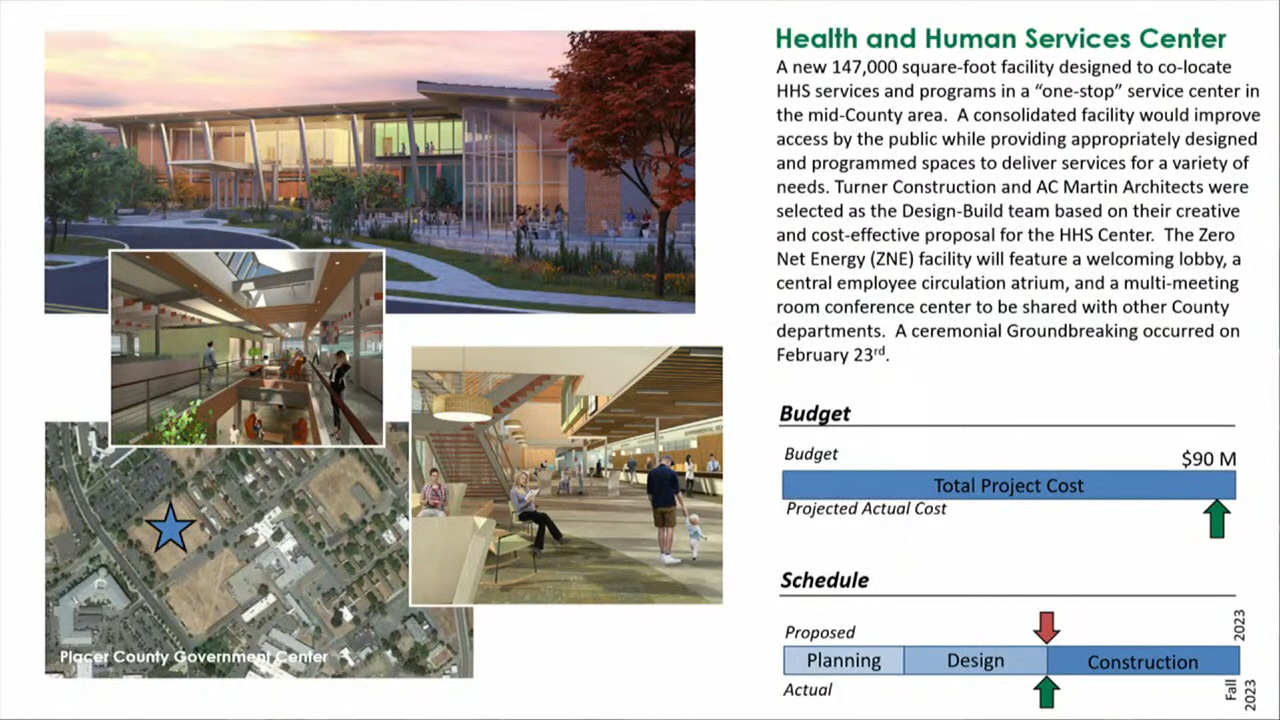 Health and Human Services Center
A new 147,000 square-foot facility designed to co-locate
HHS services and programs in a “one-stop” service center in
the mid-County area.  A consolidated facility would improve
access by the public while providing appropriately designed
and programmed spaces to deliver services for a variety of
needs. Turner Construction and AC Martin Architects were
selected as the Design-Build team based on their creative
and cost-effective proposal for the HHS Center.  The Zero
Net Energy (ZNE) facility will feature a welcoming lobby, a
central employee circulation atrium, and a multi-meeting
room conference center to be shared with other County
departments.  A ceremonial Groundbreaking occurred on
February 23rd.
Budget
Budget
$90 M
Total Project Cost
Projected Actual Cost
Schedule
Proposed
2023
Planning
Design
Construction
Actual
Fall
2023
Placer County Government Center